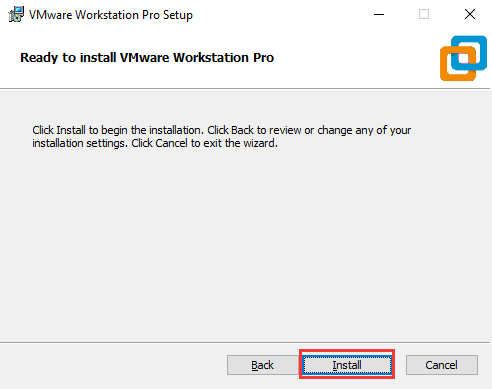 VMware Workstation Pro Setup
Ready to install VMware Workstation Pro
Click Install to begin the installation. Click Back to review or change any of your
installation settings. Click Cancel to exit the wizard.
Back Install Cancel